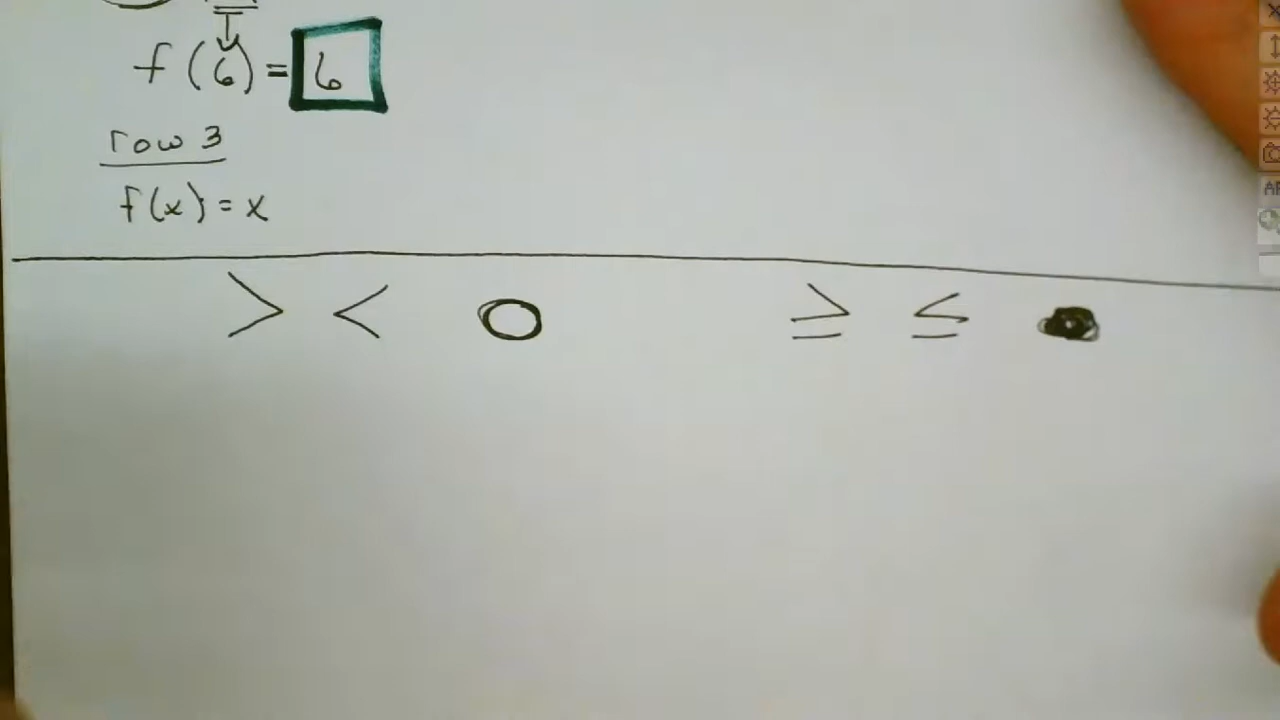 f(6) = 6
row 3
f(x) = x
> < ≥ ≤